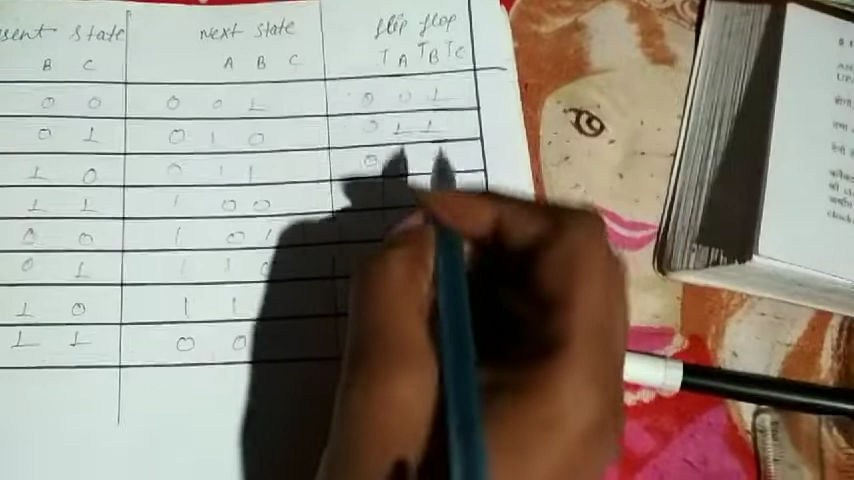 sent state next state flip flop
B C A B C TA TB TC
0 0 0 0 1 0 0 1
0 1 0 1 0 0 1 1
1 0 0 1 1 0
1 1 1 0 0
0 0 1 0 1
0 1 1 1 0
1 0 1 1
1 1 0 0